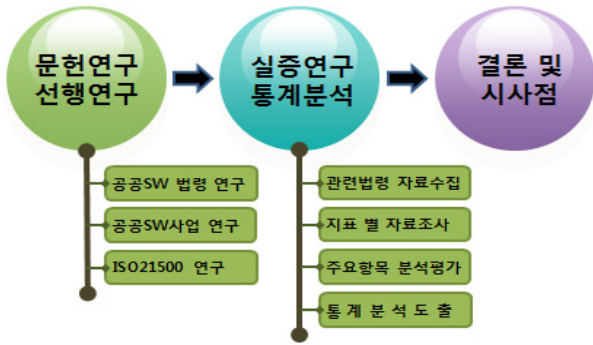 문헌연구
선행연구
실증연구
통계분석
결론 및
시사점
공공SW 법령 연구
공공SW사업 연구
ISO21500 연구
관련법령 자료수집
지표 별 자료조사
주요항목 분석평가
통 계 분 석 도 출